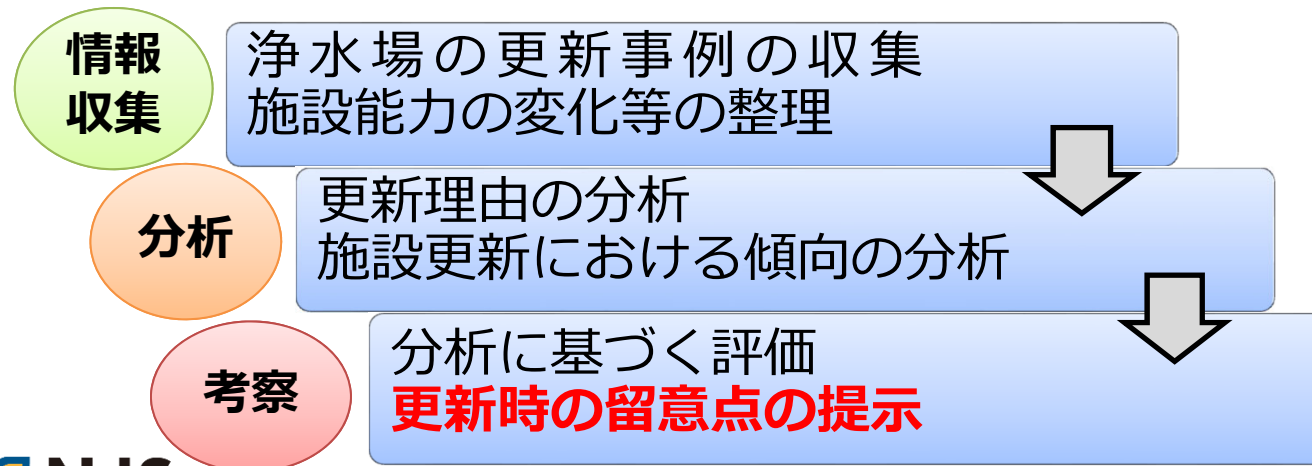 情報
収集
浄水場の更新事例の収集
施設能力の変化等の整理
分析
更新理由の分析
施設更新における傾向の分析
考察
分析に基づく評価
更新時の留意点の提示